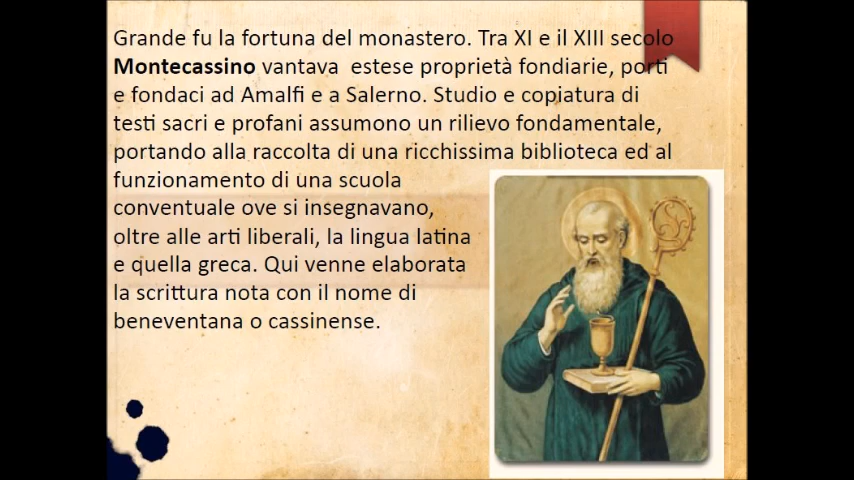 Grande fu la fortuna del monastero. Tra XI e il XIII secolo
Montecassino vantava estese proprietà fondiarie, porti
e fondaci ad Amalfi e a Salerno. Studio e copiatura di
testi sacri e profani assumono un rilievo fondamentale,
portando alla raccolta di una ricchissima biblioteca ed al
funzionamento di una scuola
conventuale ove si insegnavano,
oltre alle arti liberali, la lingua latina
e quella greca. Qui venne elaborata
la scrittura nota con il nome di
beneventana o cassinense.